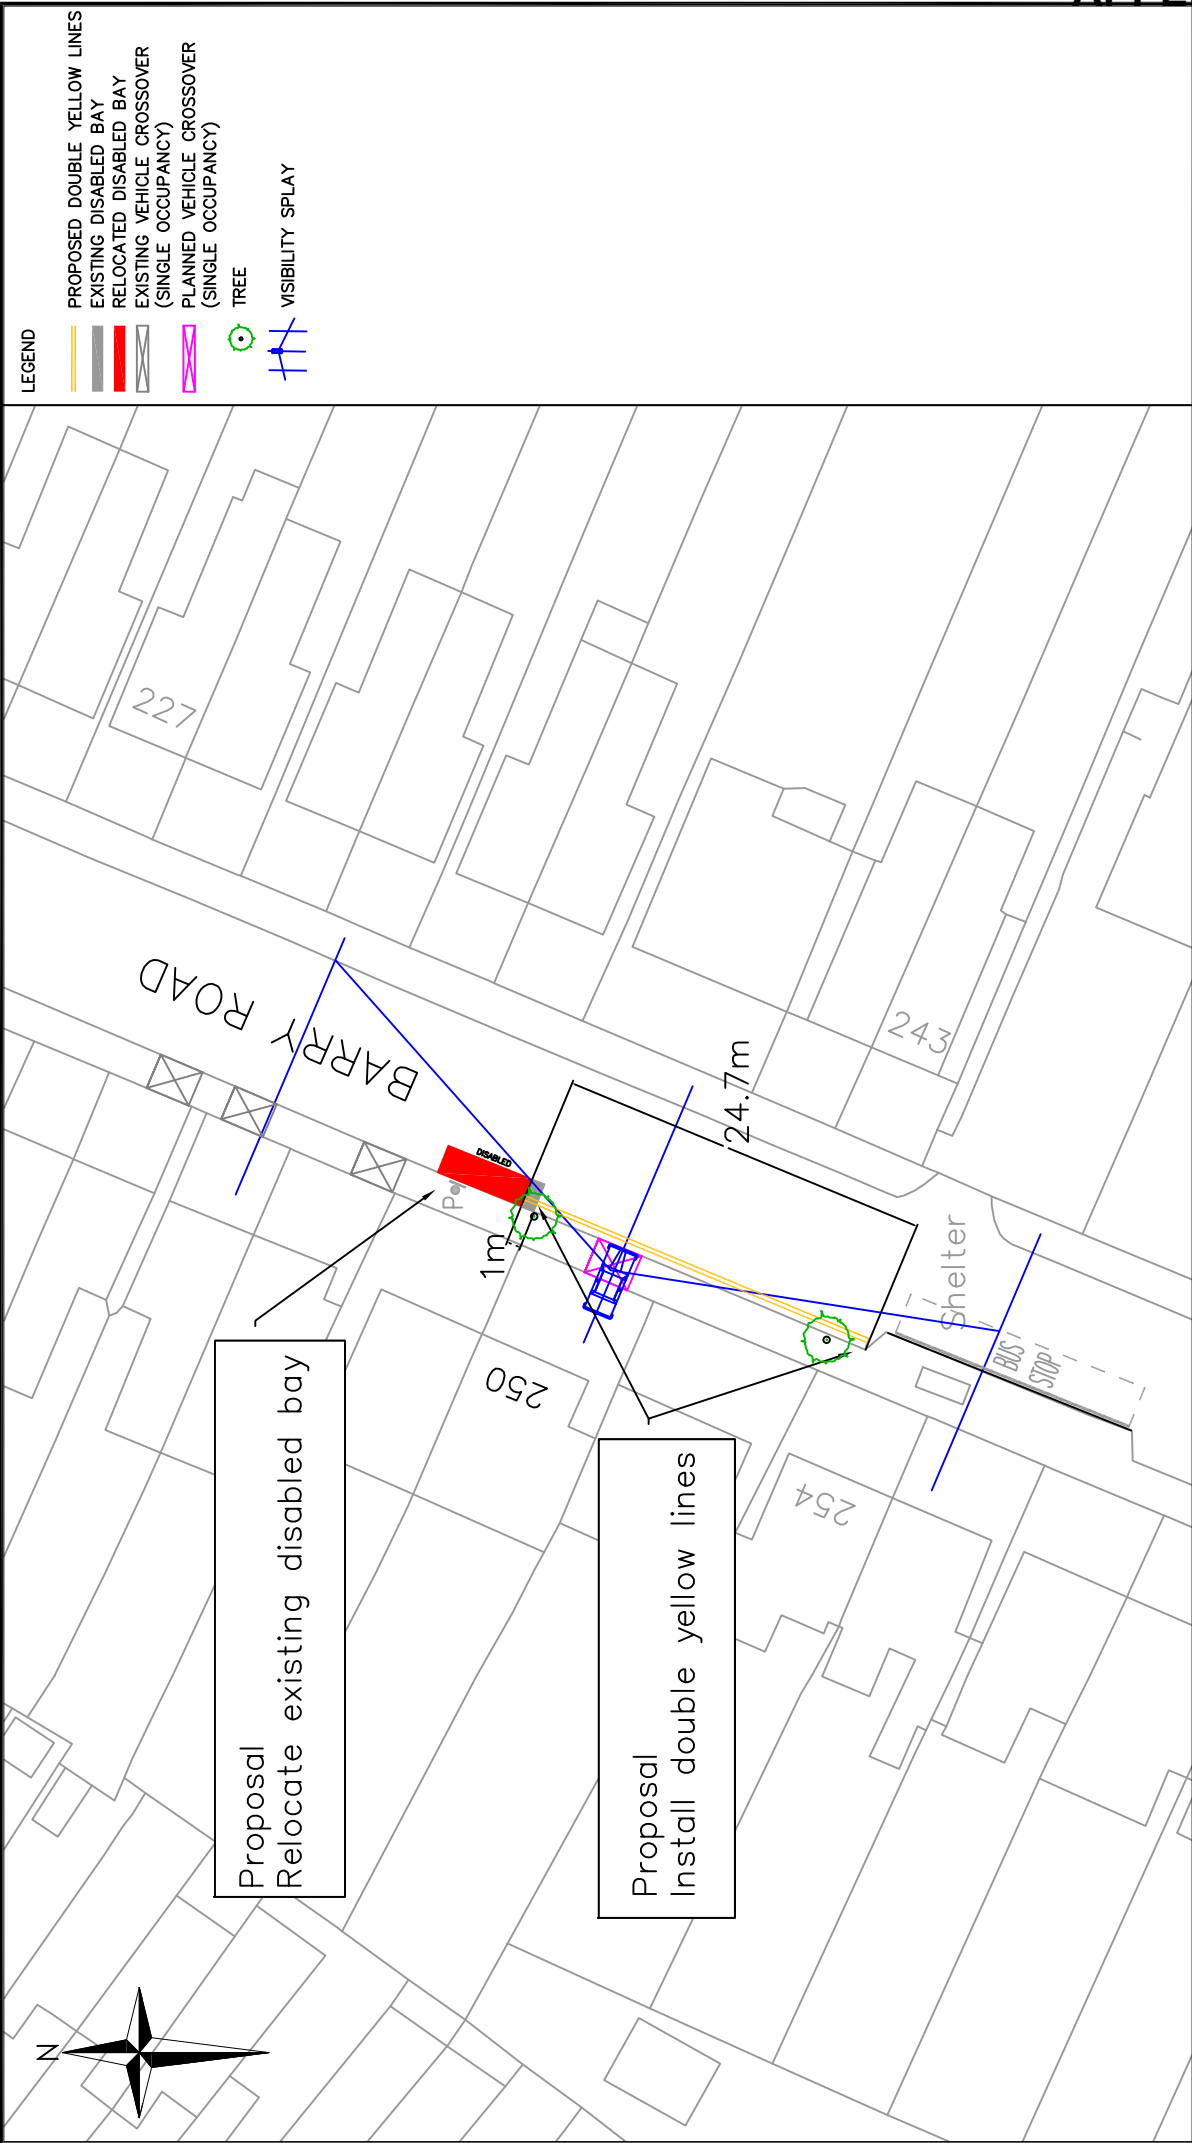 LEGEND
PROPOSED DOUBLE YELLOW LINES
EXISTING DISABLED BAY
RELOCATED DISABLED BAY
EXISTING VEHICLE CROSSOVER
(SINGLE OCCUPANCY)
PLANNED VEHICLE CROSSOVER
(SINGLE OCCUPANCY)
TREE
VISIBILITY SPLAY
N
Proposal
Relocate existing disabled bay
Proposal
Install double yellow lines
BARRY ROAD
227
243
250
254
DISABLED
1m
24.7m
Shelter
BUS
STOP